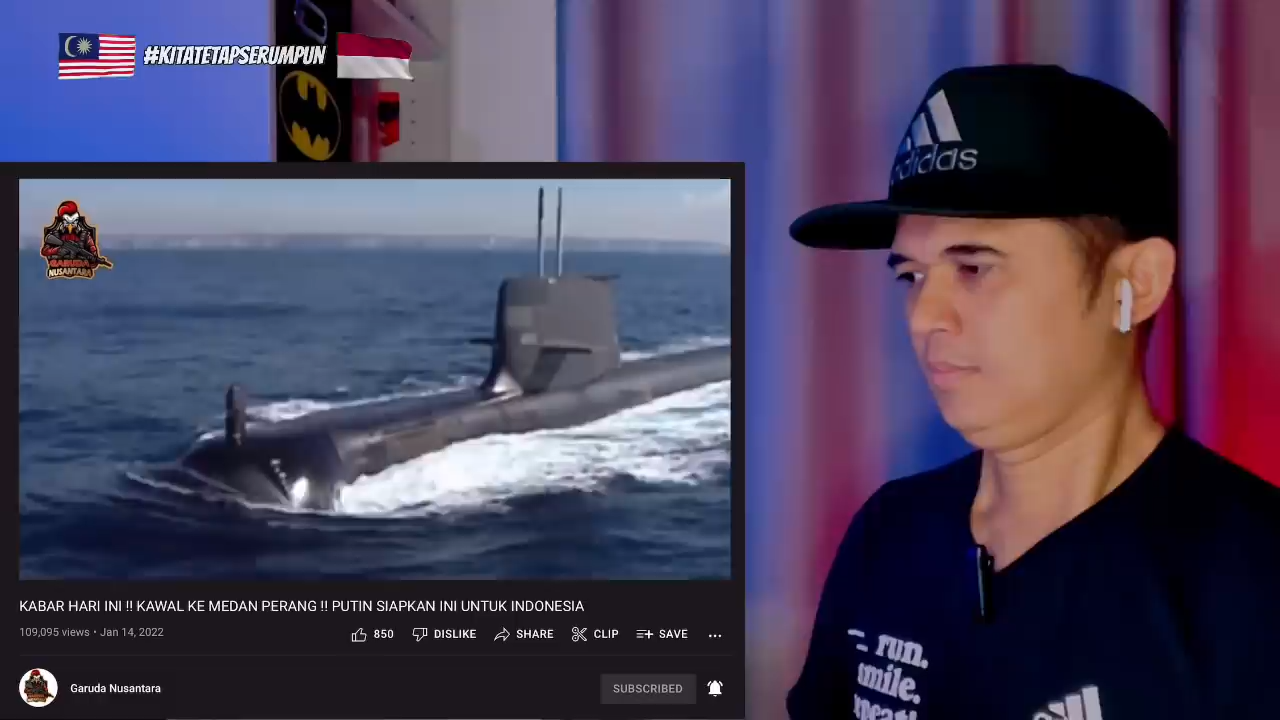 #KITATETAPSERUMPUN
adidas
GARUDA
NUSANTARA
KABAR HARI INI !! KAWAL KE MEDAN PERANG !! PUTIN SIAPKAN INI UNTUK INDONESIA
109,095 views • Jan 14, 2022
850 DISLIKE SHARE CLIP SAVE ...
Garuda Nusantara
SUBSCRIBED
run.
smile.